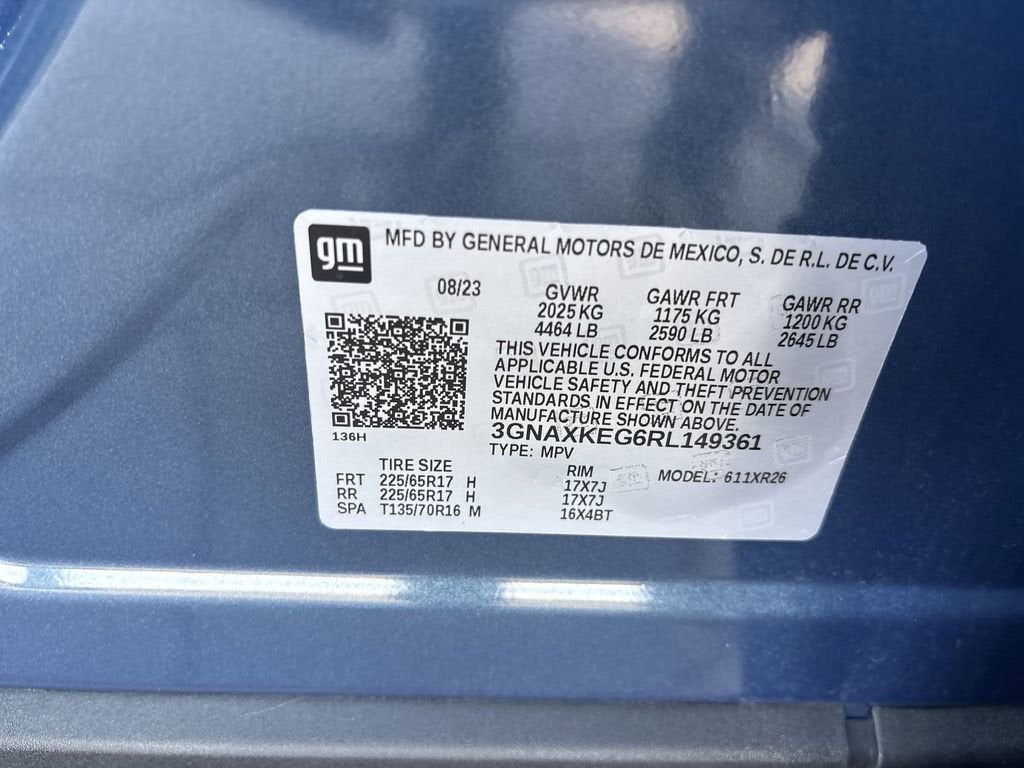 gm
MFD BY GENERAL MOTORS DE MEXICO, S. DE R.L. DE C.V.
08/23
GVWR GAWR FRT GAWR RR
2025 KG 1175 KG 1200 KG
4464 LB 2590 LB 2645 LB
THIS VEHICLE CONFORMS TO ALL
APPLICABLE U.S. FEDERAL MOTOR
VEHICLE SAFETY AND THEFT PREVENTION
STANDARDS IN EFFECT ON THE DATE OF
MANUFACTURE SHOWN ABOVE.
136H
3GNAXKEG6RL149361
TYPE: MPV
MODEL: 611XR26
TIRE SIZE RIM
FRT 225/65R17 H 17X7J
RR 225/65R17 H 17X7J
SPA T135/70R16 M 16X4BT